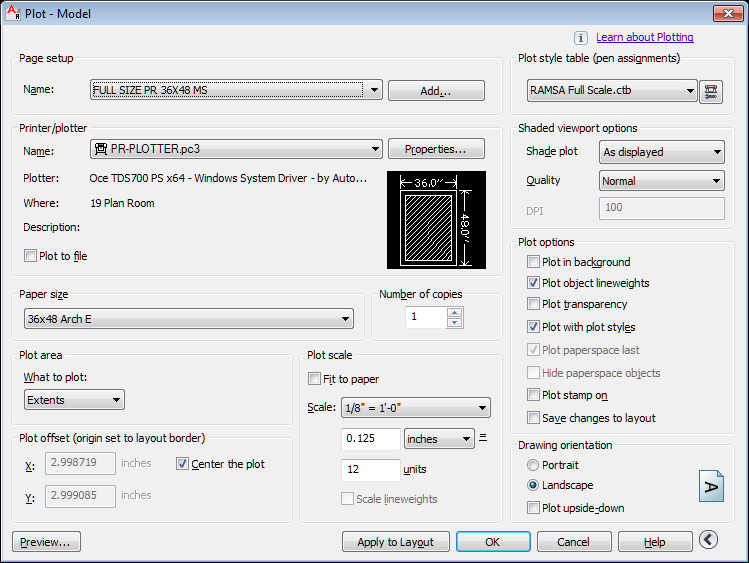 Plot - Model
Learn about Plotting
Page setup
Name: FULL SIZE PR 36X48 MS Add...
Printer/plotter
Name: PR-PLOTTER.pc3 Properties...
Plotter: Oce TDS700 PS x64 - Windows System Driver - by Auto...
Where: 19 Plan Room
Description:
Plot to file
36.0''
48.0''
Paper size
36x48 Arch E
Number of copies
1
Plot area
What to plot:
Extents
Plot offset (origin set to layout border)
X: 2.998719 inches Center the plot
Y: 2.999085 inches
Plot scale
Fit to paper
Scale: 1/8" = 1'-0"
0.125 inches =
12 units
Scale lineweights
Plot style table (pen assignments)
RAMSA Full Scale.ctb
Shaded viewport options
Shade plot As displayed
Quality Normal
DPI 100
Plot options
Plot in background
Plot object lineweights
Plot transparency
Plot with plot styles
Plot paperspace last
Hide paperspace objects
Plot stamp on
Save changes to layout
Drawing orientation
Portrait
Landscape
Plot upside-down
A
Preview... Apply to Layout OK Cancel Help